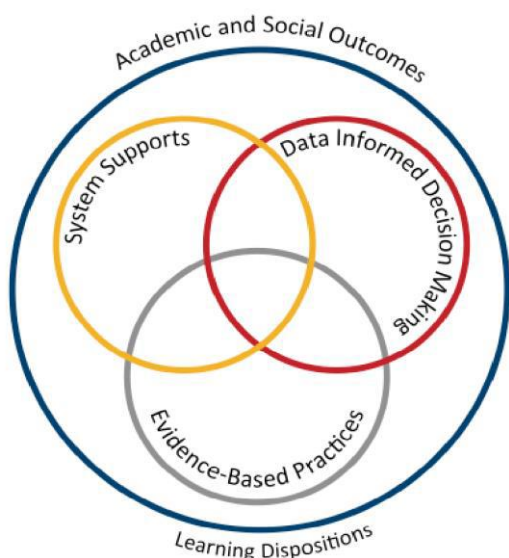 Academic and Social Outcomes
System Supports
Data Informed Decision Making
Evidence-Based Practices
Learning Dispositions